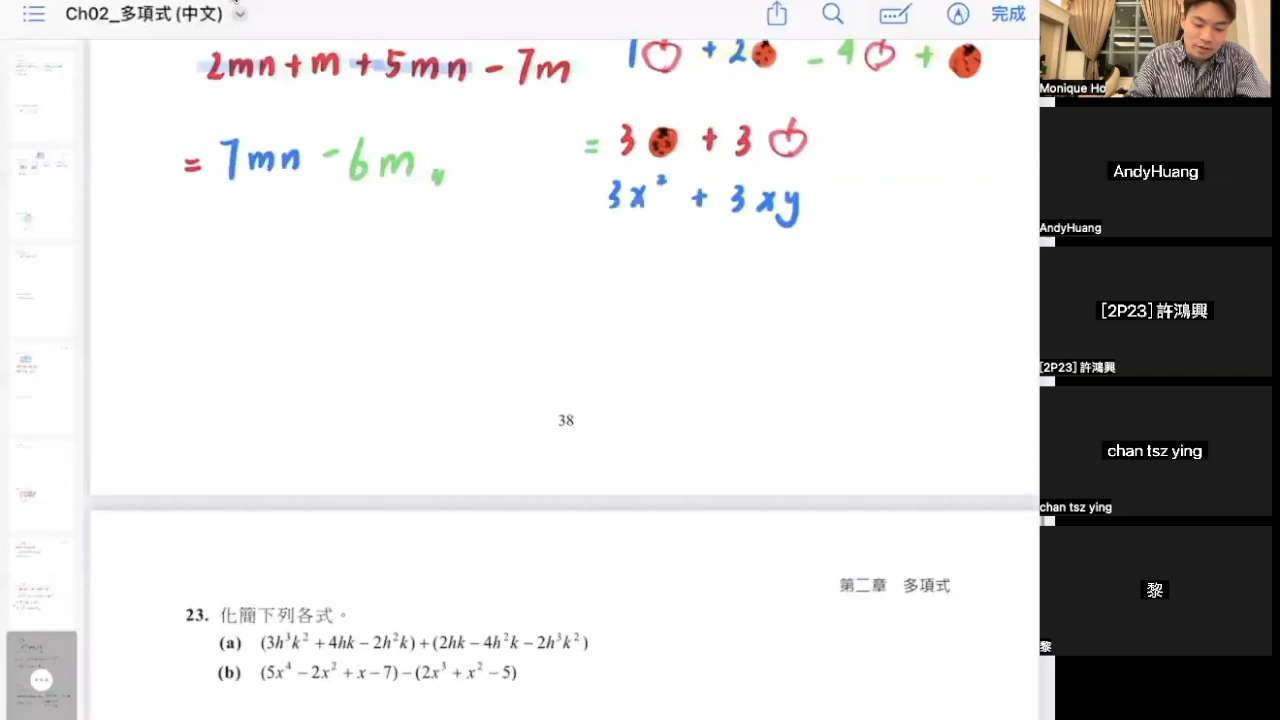 Ch02_多項式 (中文)
完成
2mn + m + 5mn - 7m
1 + 2 - 4 +
= 7mn - 6m
= 3 + 3
3x² + 3xy
38
第二章 多項式
23. 化簡下列各式。
(a) (3h³k² + 4hk − 2h²k) + (2hk − 4h²k − 2h³k²)
(b) (5x⁴ − 2x² + x − 7) − (2x³ + x² − 5)
Monique Ho
AndyHuang
AndyHuang
[2P23] 許鴻興
[2P23] 許鴻興
chan tsz ying
chan tsz ying
黎
黎